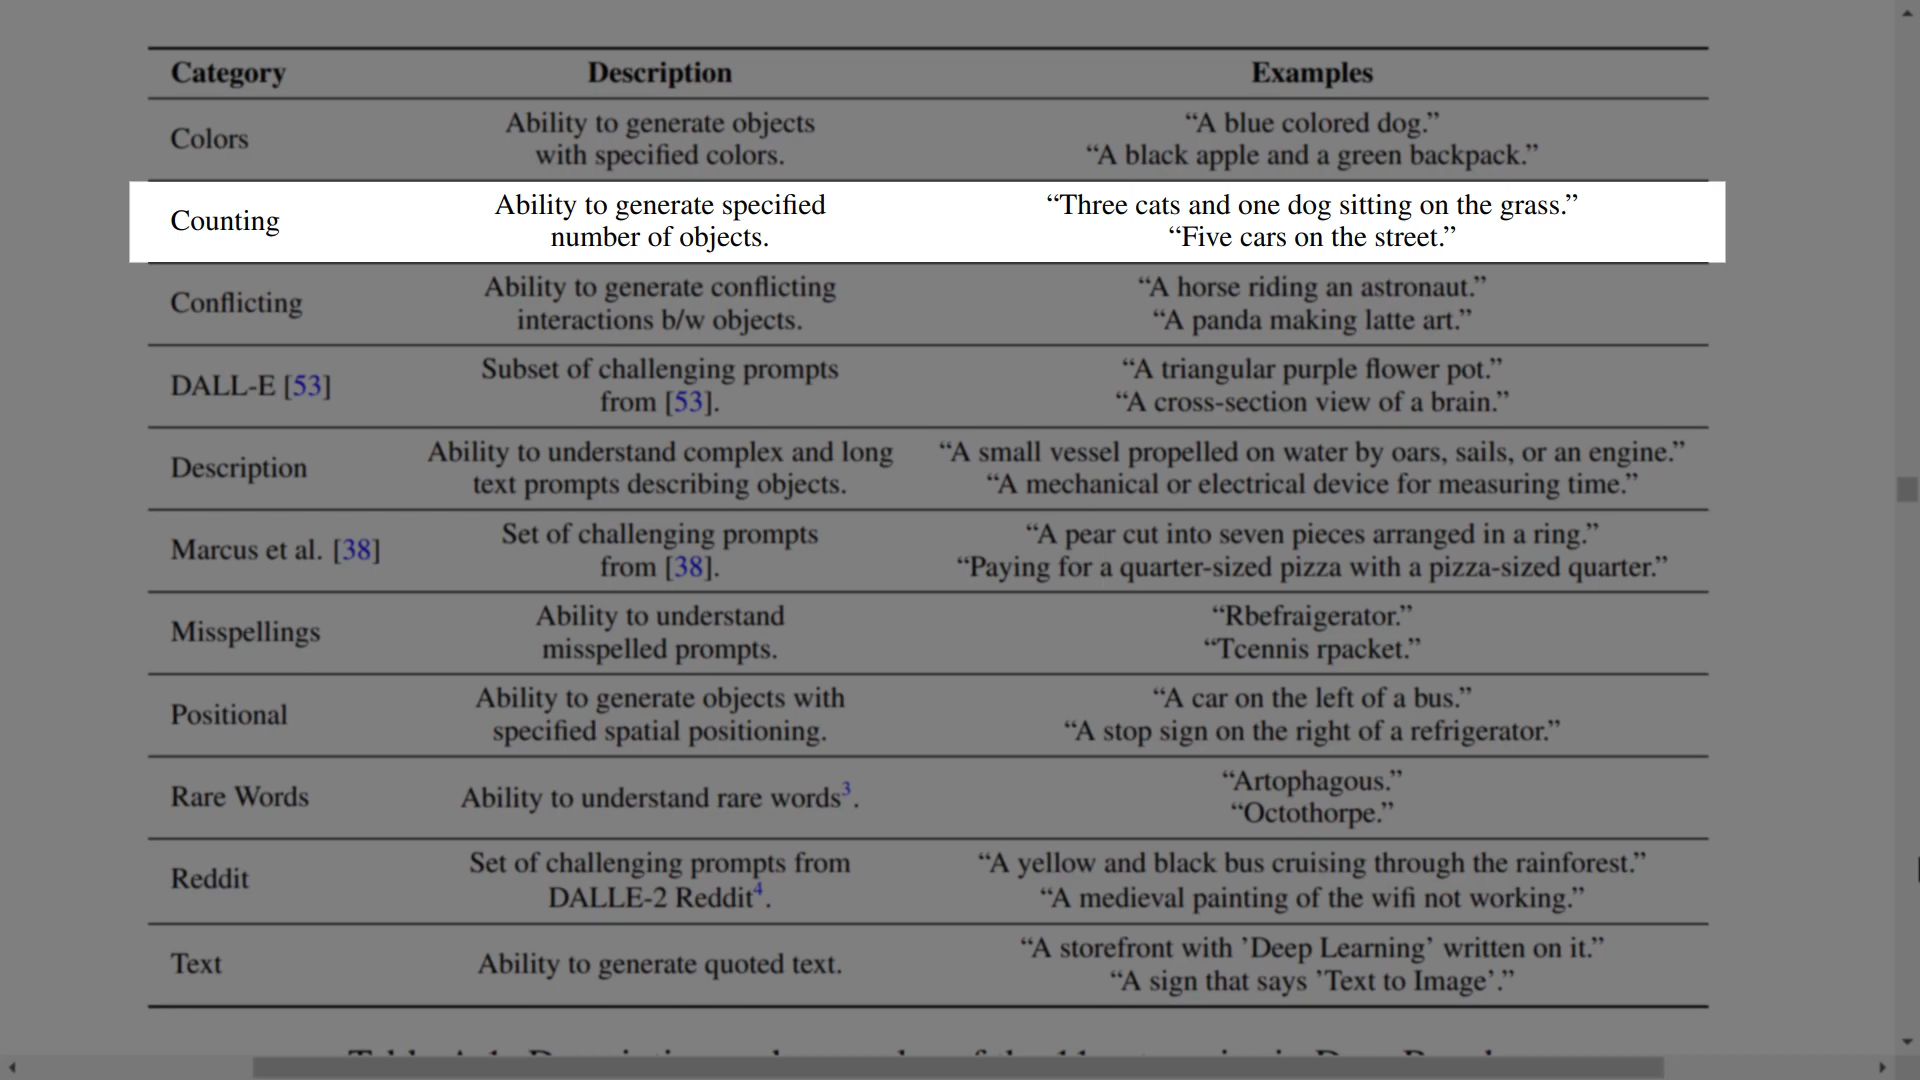 Category Description Examples
Colors
Ability to generate objects
with specified colors.
“A blue colored dog.”
“A black apple and a green backpack.”
Counting
Ability to generate specified
number of objects.
“Three cats and one dog sitting on the grass.”
“Five cars on the street.”
Conflicting
Ability to generate conflicting
interactions b/w objects.
“A horse riding an astronaut.”
“A panda making latte art.”
DALL-E [53]
Subset of challenging prompts
from [53].
“A triangular purple flower pot.”
“A cross-section view of a brain.”
Description
Ability to understand complex and long
text prompts describing objects.
“A small vessel propelled on water by oars, sails, or an engine.”
“A mechanical or electrical device for measuring time.”
Marcus et al. [38]
Set of challenging prompts
from [38].
“A pear cut into seven pieces arranged in a ring.”
“Paying for a quarter-sized pizza with a pizza-sized quarter.”
Misspellings
Ability to understand
misspelled prompts.
“Rbefraigerator.”
“Tcennis rpacket.”
Positional
Ability to generate objects with
specified spatial positioning.
“A car on the left of a bus.”
“A stop sign on the right of a refrigerator.”
Rare Words
Ability to understand rare words3.
“Artophagous.”
“Octothorpe.”
Reddit
Set of challenging prompts from
DALLE-2 Reddit4.
“A yellow and black bus cruising through the rainforest.”
“A medieval painting of the wifi not working.”
Text
Ability to generate quoted text.
“A storefront with ’Deep Learning’ written on it.”
“A sign that says ’Text to Image’.”